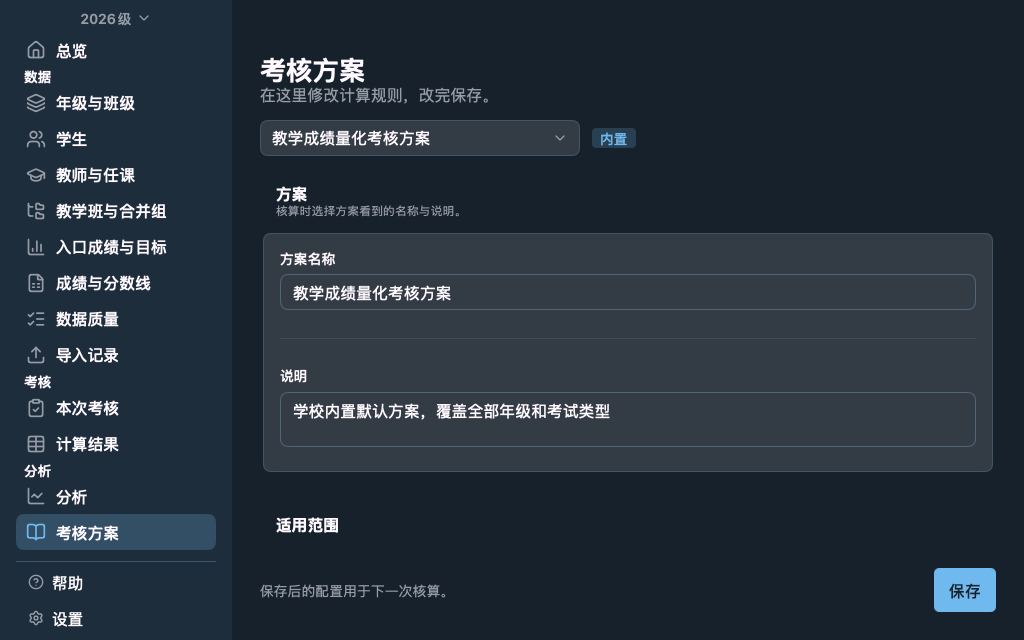 2026级
总览
数据
年级与班级
学生
教师与任课
教学班与合并组
入口成绩与目标
成绩与分数线
数据质量
导入记录
考核
本次考核
计算结果
分析
分析
考核方案
帮助
设置
考核方案
在这里修改计算规则，改完保存。
教学成绩量化考核方案
内置
方案
核算时选择方案看到的名称与说明。
方案名称
教学成绩量化考核方案
说明
学校内置默认方案，覆盖全部年级和考试类型
适用范围
保存后的配置用于下一次核算。
保存